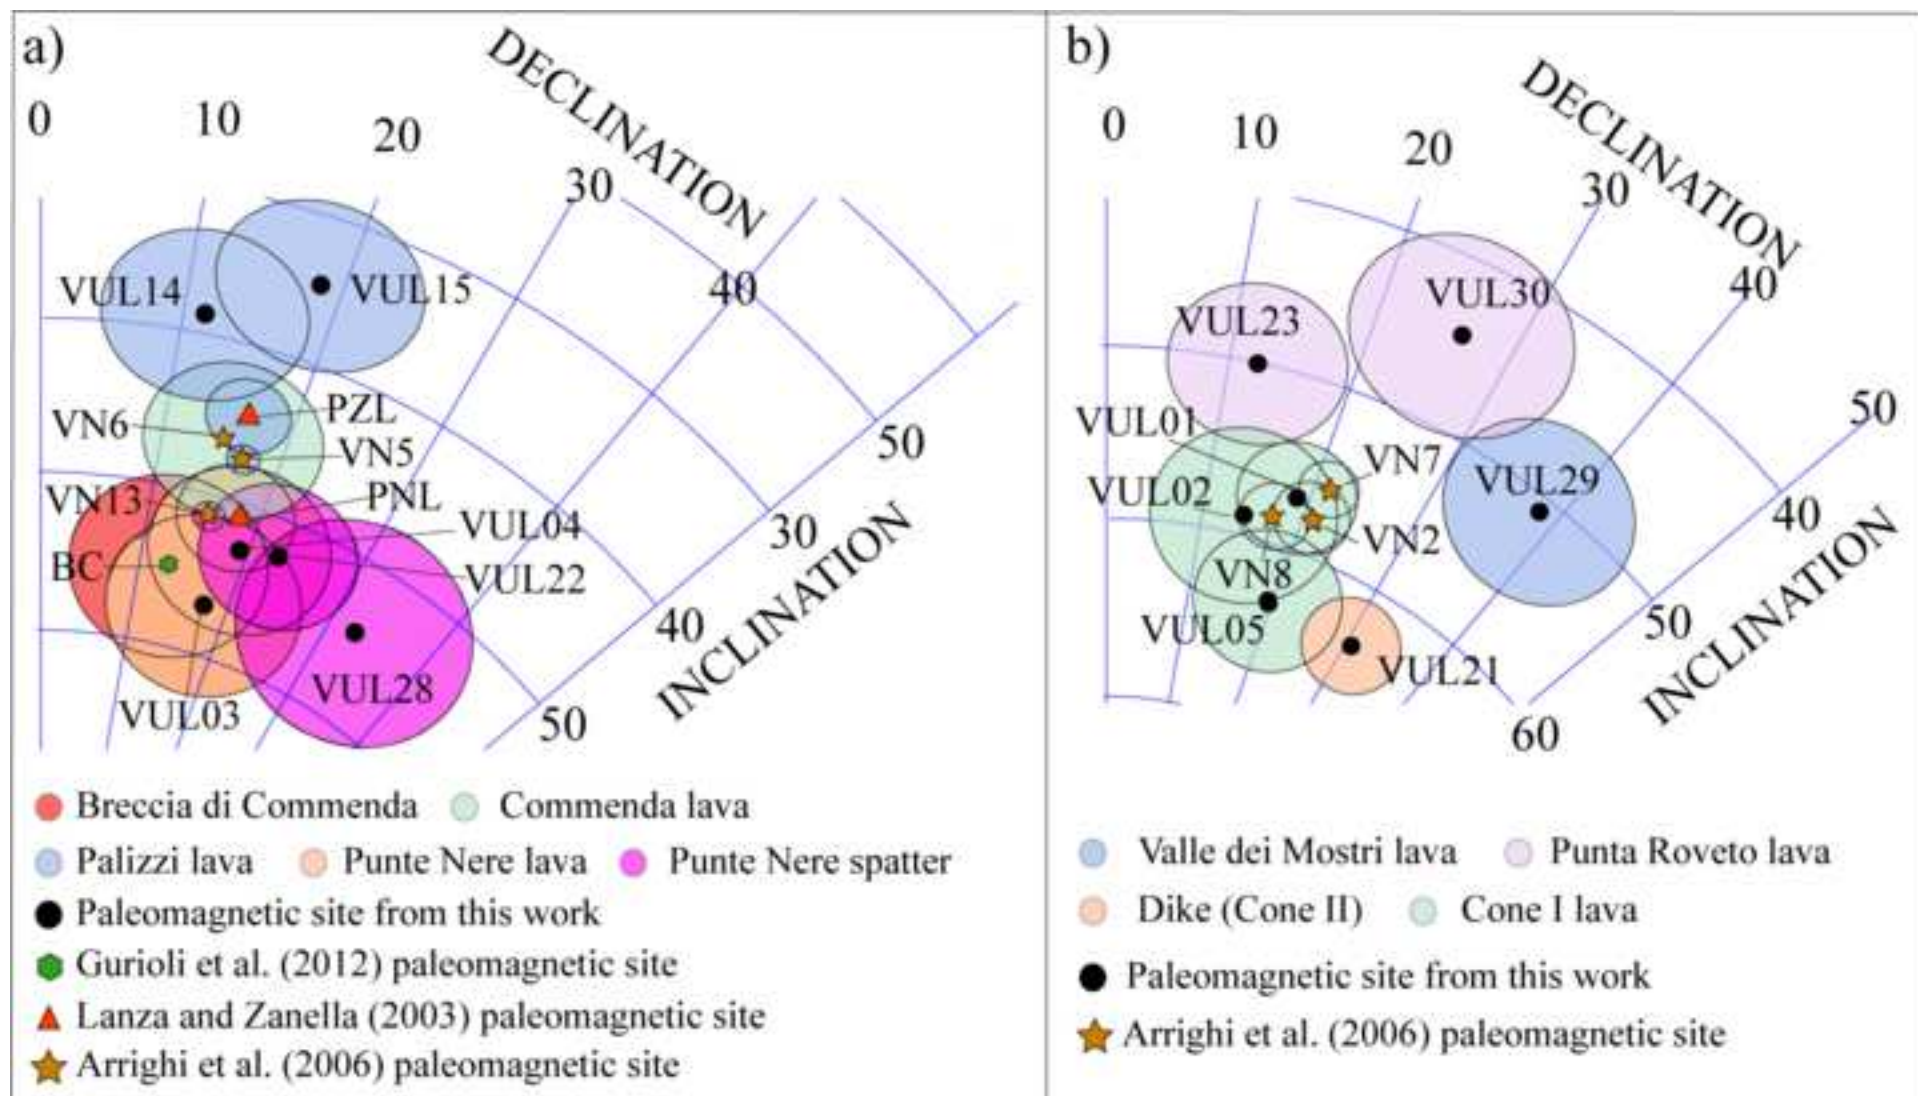 a)
DECLINATION
0
10
20
30
40
VUL14
VUL15
PZL
VN6
VN5
50
VN13
PNL
VUL04
30
BC
VUL22
40
INCLINATION
VUL28
VUL03
50
Breccia di Commenda
Commenda lava
Palizzi lava
Punte Nere lava
Punte Nere spatter
Paleomagnetic site from this work
Gurioli et al. (2012) paleomagnetic site
Lanza and Zanella (2003) paleomagnetic site
Arrighi et al. (2006) paleomagnetic site
b)
DECLINATION
0
10
20
30
40
VUL30
VUL23
50
VUL01
VN7
VUL02
VUL29
40
VN2
VN8
VUL05
50
INCLINATION
VUL21
60
Valle dei Mostri lava
Punta Roveto lava
Dike (Cone II)
Cone I lava
Paleomagnetic site from this work
Arrighi et al. (2006) paleomagnetic site